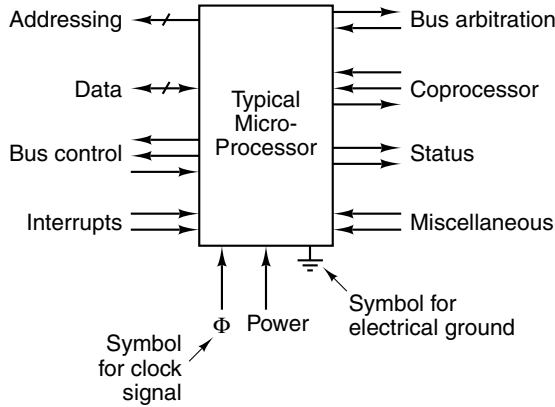 Addressing
Bus arbitration
Data
Typical
Micro-
Processor
Coprocessor
Bus control
Status
Interrupts
Miscellaneous
Φ
Power
Symbol for
electrical ground
Symbol
for clock
signal